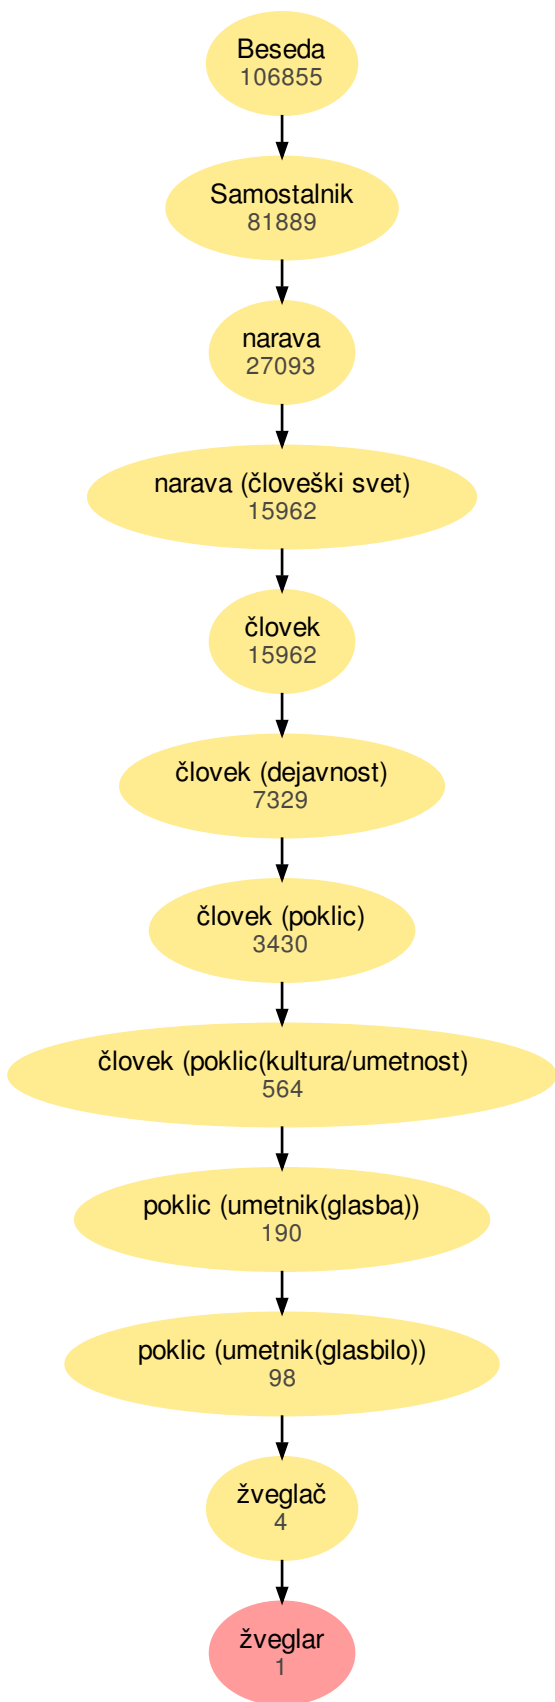 Beseda
106855
Samostalnik
81889
narava
27093
narava (človeški svet)
15962
človek
15962
človek (dejavnost)
7329
človek (poklic)
3430
človek (poklic(kultura/umetnost)
564
poklic (umetnik(glasba))
190
poklic (umetnik(glasbilo))
98
žveglač
4
žveglar
1